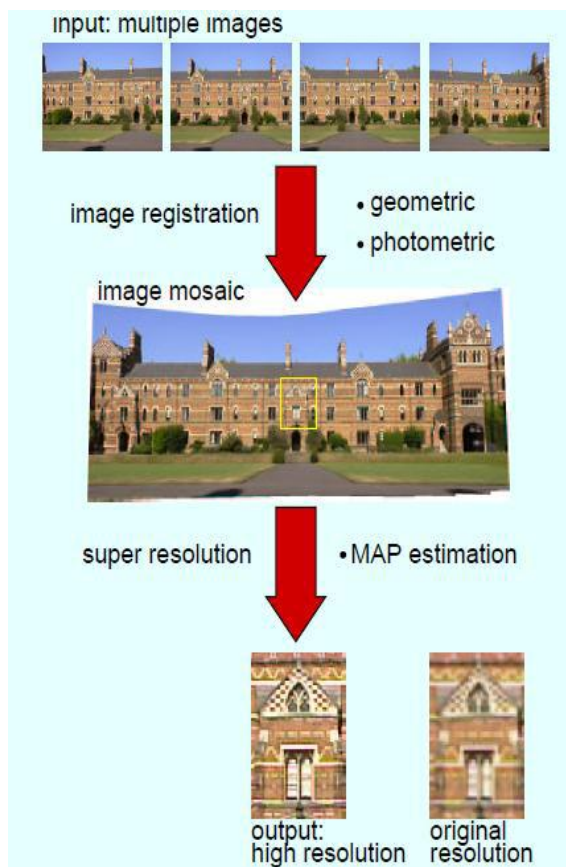 input: multiple images
image registration
• geometric
• photometric
image mosaic
super resolution
• MAP estimation
output:
high resolution
original
resolution